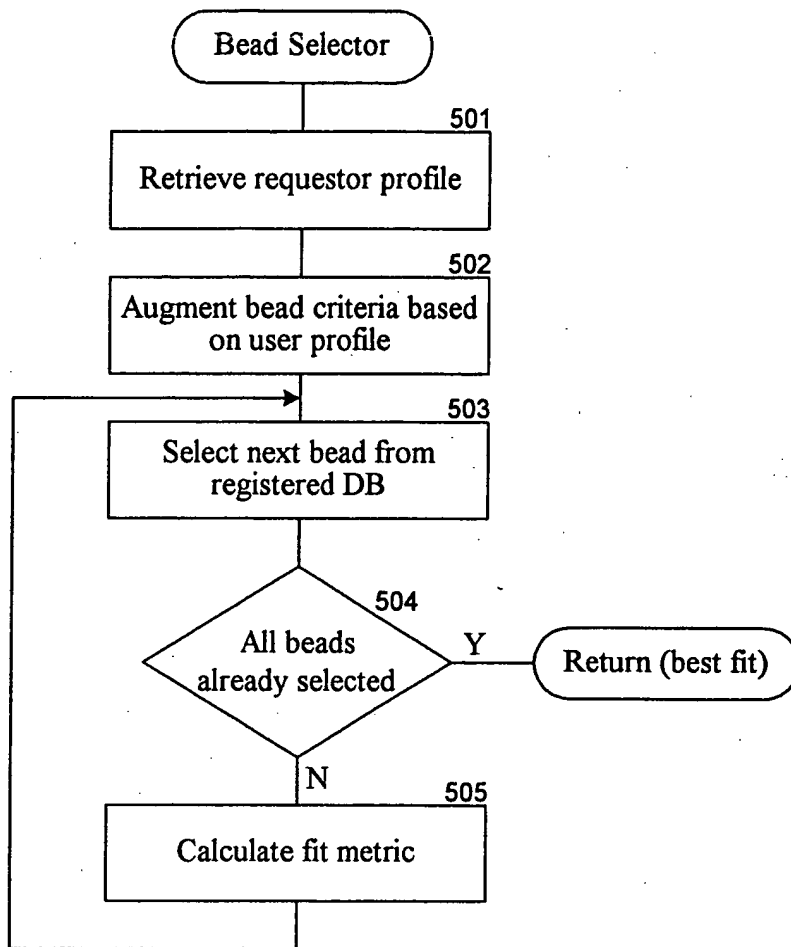 Bead Selector
501
Retrieve requestor profile
502
Augment bead criteria based
on user profile
503
Select next bead from
registered DB
504
All beads
already selected
Y
Return (best fit)
N
505
Calculate fit metric